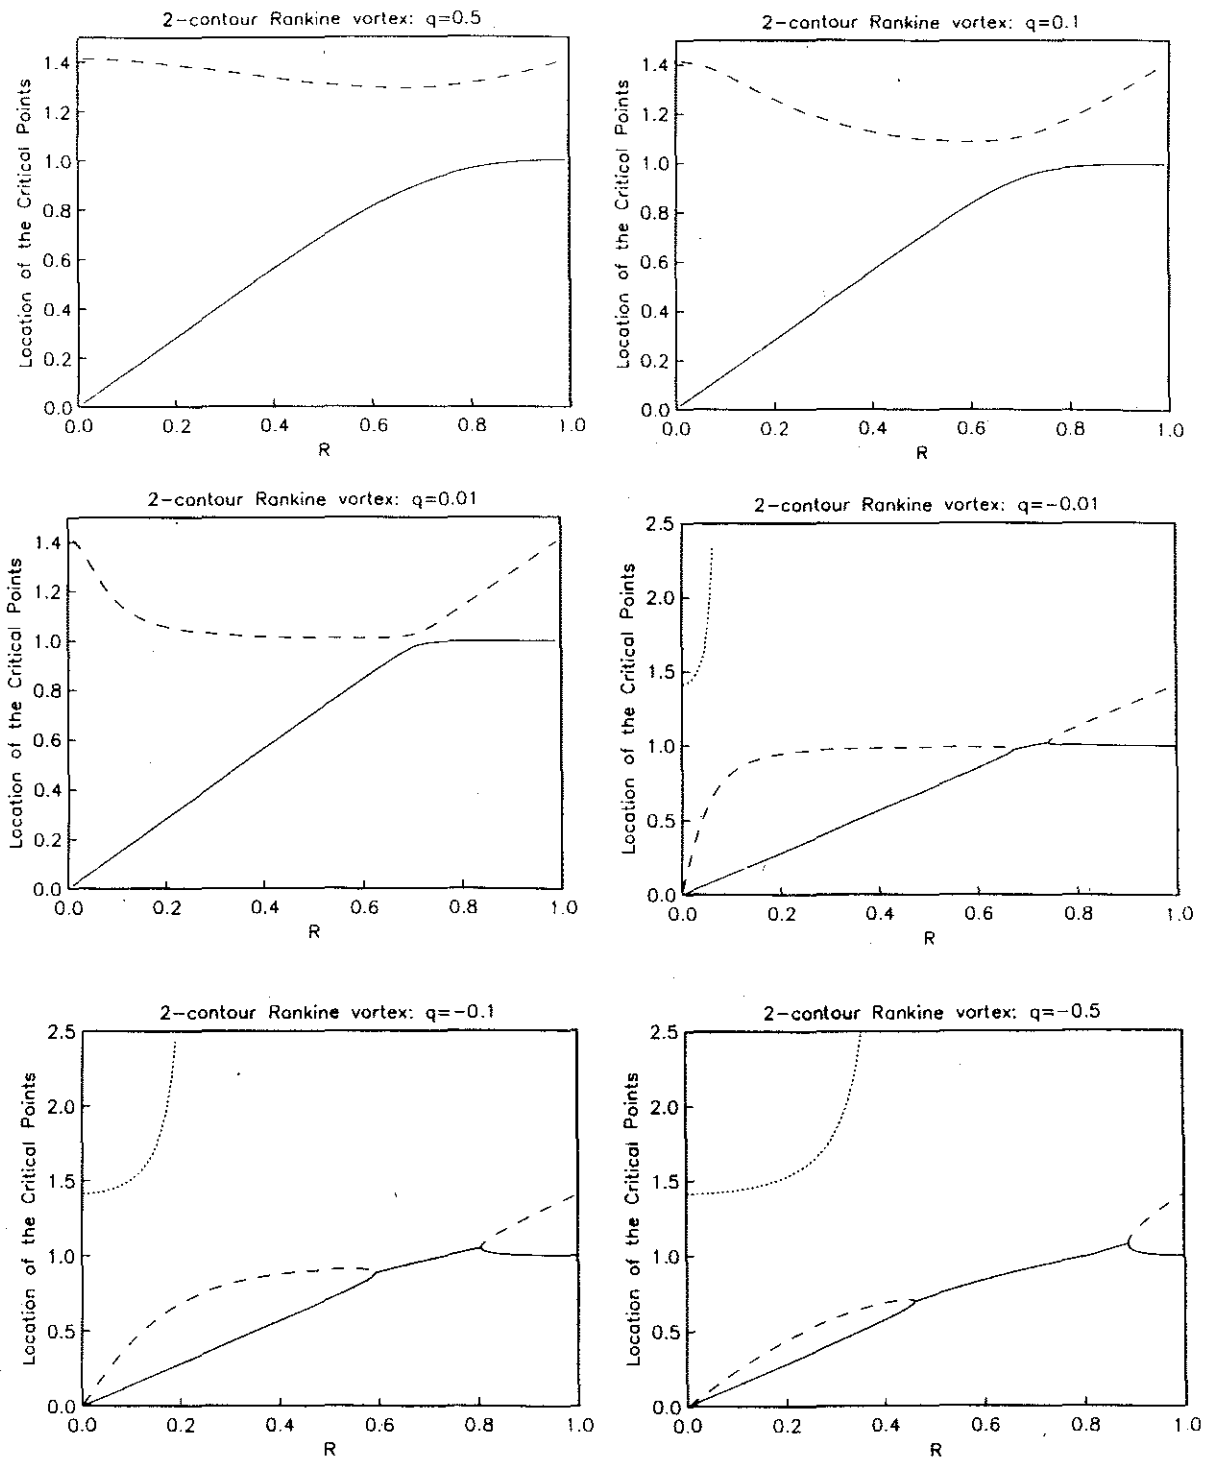 2-contour Rankine vortex: q=0.5
Location of the Critical Points
1.4
1.2
1.0
0.8
0.6
0.4
0.2
0.0
0.0 0.2 0.4 0.6 0.8 1.0
R
2-contour Rankine vortex: q=0.1
Location of the Critical Points
1.4
1.2
1.0
0.8
0.6
0.4
0.2
0.0
0.0 0.2 0.4 0.6 0.8 1.0
R
2-contour Rankine vortex: q=0.01
Location of the Critical Points
1.4
1.2
1.0
0.8
0.6
0.4
0.2
0.0
0.0 0.2 0.4 0.6 0.8 1.0
R
2-contour Rankine vortex: q=-0.01
Location of the Critical Points
2.5
2.0
1.5
1.0
0.5
0.0
0.0 0.2 0.4 0.6 0.8 1.0
R
2-contour Rankine vortex: q=-0.1
Location of the Critical Points
2.5
2.0
1.5
1.0
0.5
0.0
0.0 0.2 0.4 0.6 0.8 1.0
R
2-contour Rankine vortex: q=-0.5
Location of the Critical Points
2.5
2.0
1.5
1.0
0.5
0.0
0.0 0.2 0.4 0.6 0.8 1.0
R